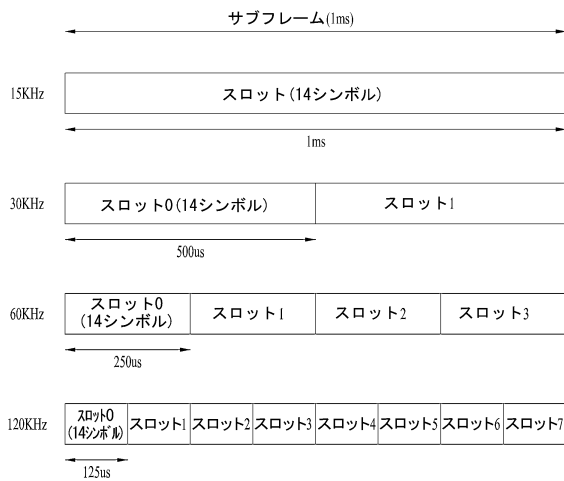 サブフレーム(1ms)
15KHz
スロット(14シンボル)
1ms
30KHz
スロット0(14シンボル)
スロット1
500us
60KHz
スロット0
(14シンボル)
スロット1
スロット2
スロット3
250us
120KHz
スロット0
(14シンボル)
スロット1
スロット2
スロット3
スロット4
スロット5
スロット6
スロット7
125us